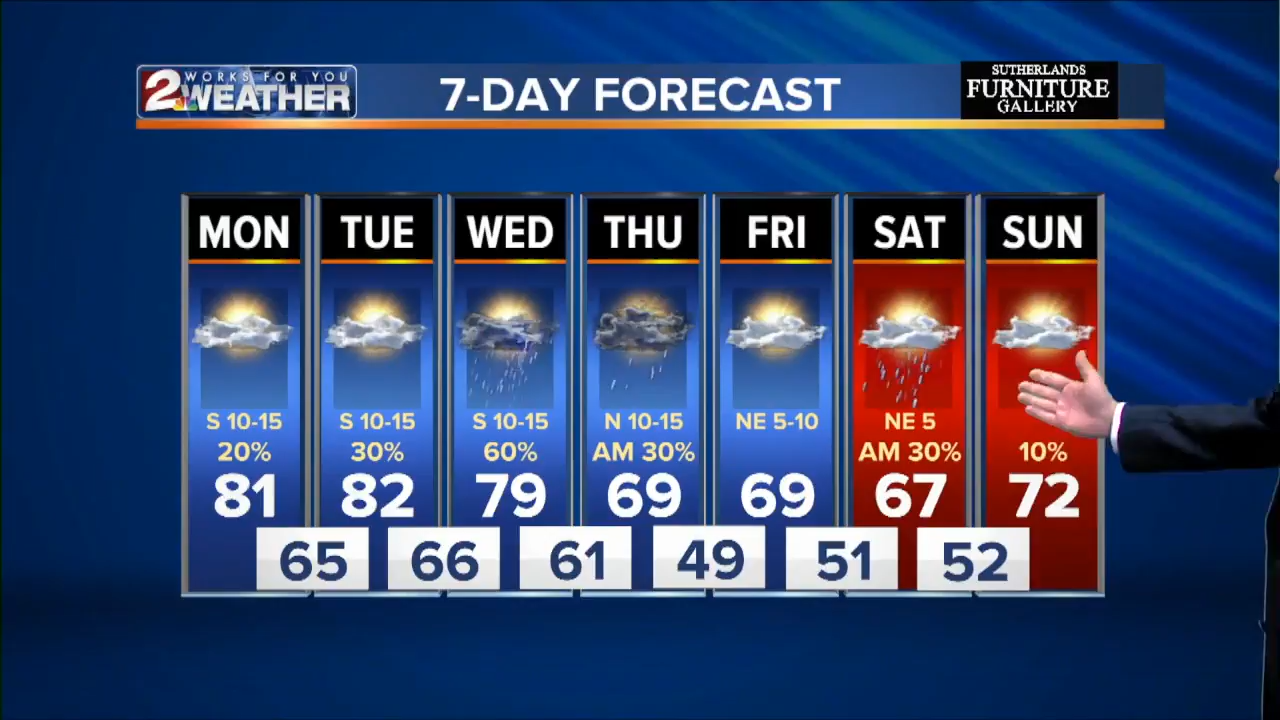 2 WORKS FOR YOU
WEATHER
7-DAY FORECAST
SUTHERLANDS
FURNITURE
GALLERY
MON TUE WED THU FRI SAT SUN
S 10-15 S 10-15 S 10-15 N 10-15 NE 5-10 NE 5
20% 30% 60% AM 30% AM 30% 10%
81 82 79 69 69 67 72
65 66 61 49 51 52